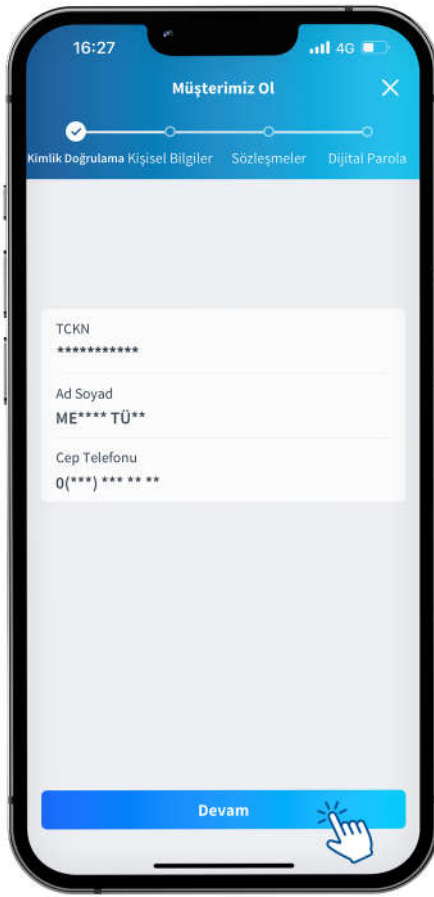 16:27
4G
Müşterimiz Ol
Kimlik Doğrulama Kişisel Bilgiler Sözleşmeler Dijital Parola
TCKN
***********
Ad Soyad
ME**** TÜ**
Cep Telefonu
0(***) *** ** **
Devam